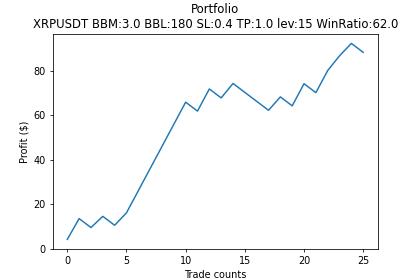 Portfolio
XRPUSDT BBM:3.0 BBL:180 SL:0.4 TP:1.0 lev:15 WinRatio:62.0
Profit ($)
80
60
40
20
0
0 5 10 15 20 25
Trade counts